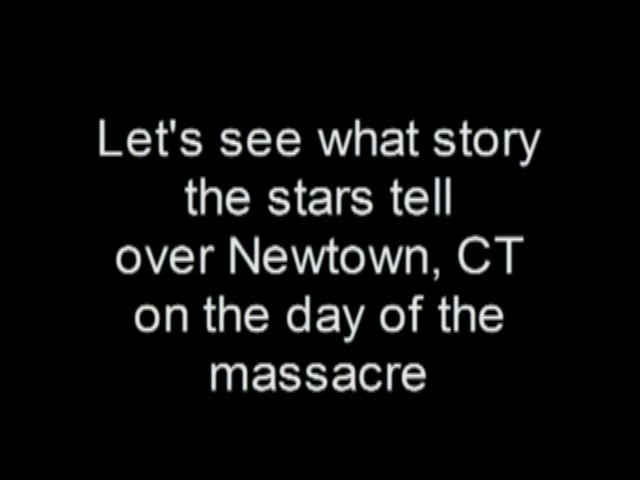 Let's see what story
the stars tell
over Newtown, CT
on the day of the
massacre